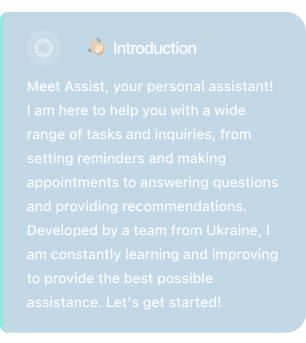 👋🏻 Introduction
Meet Assist, your personal assistant!
I am here to help you with a wide
range of tasks and inquiries, from
setting reminders and making
appointments to answering questions
and providing recommendations.
Developed by a team from Ukraine, I
am constantly learning and improving
to provide the best possible
assistance. Let's get started!